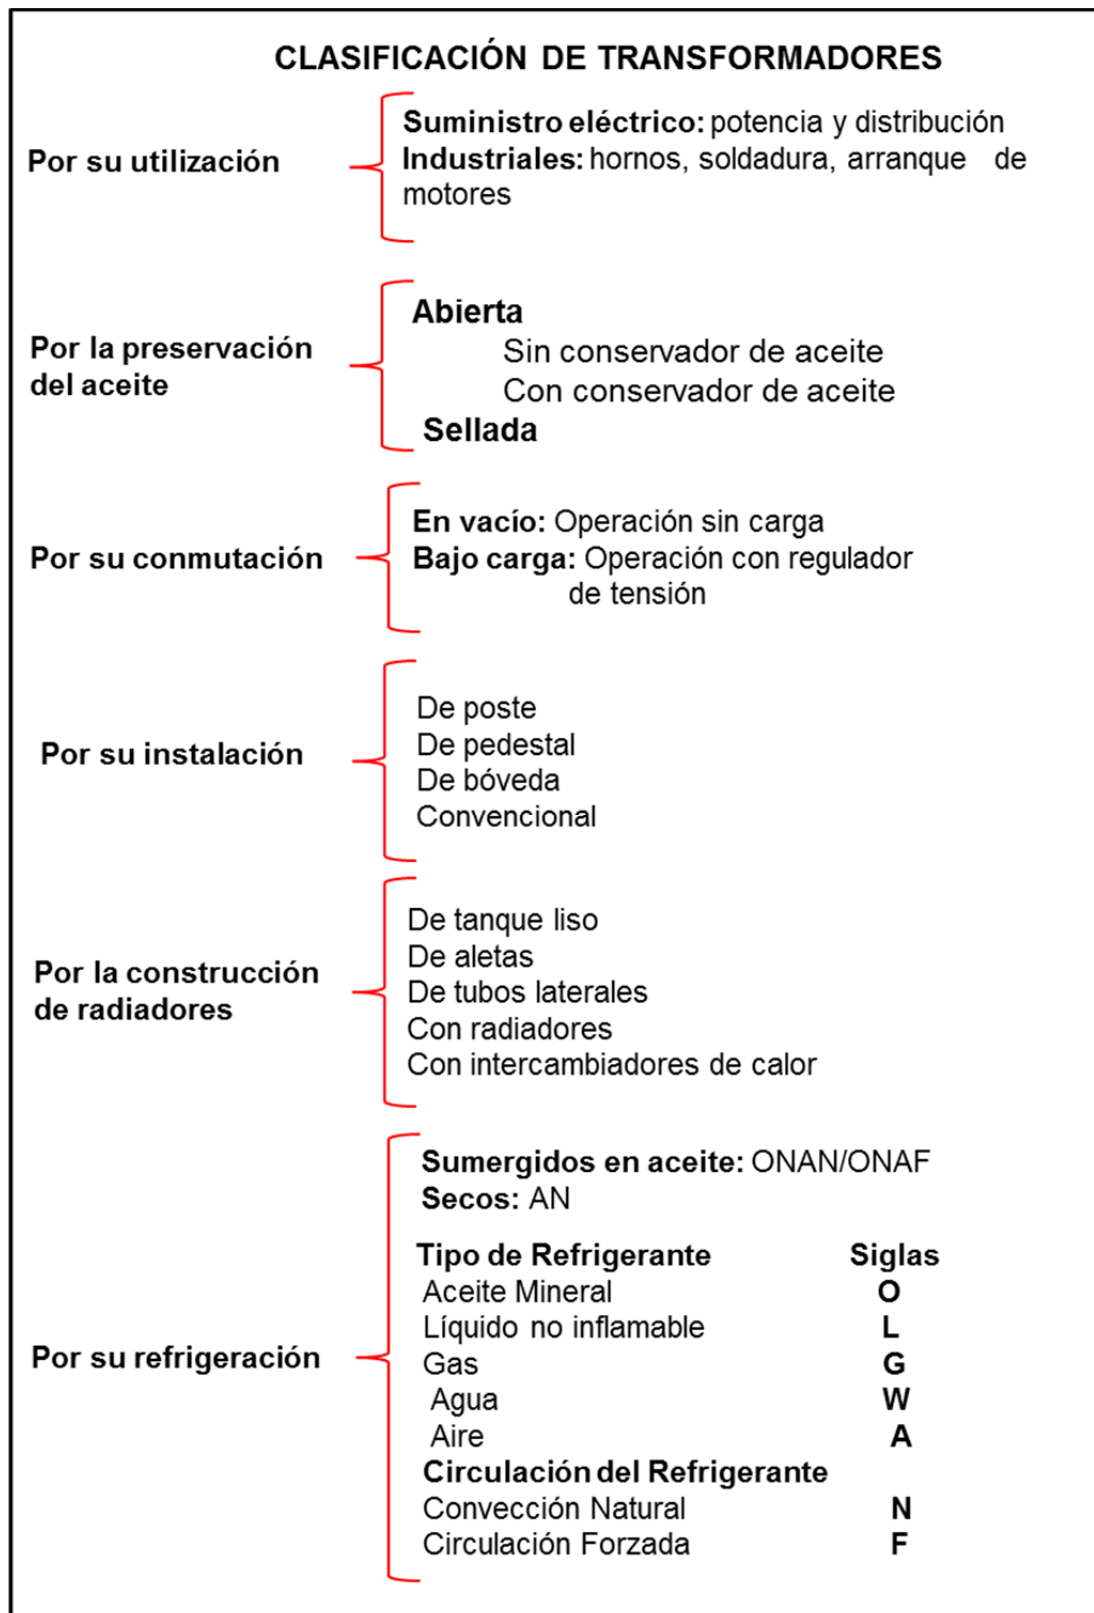 CLASIFICACIÓN DE TRANSFORMADORES
Por su utilización
Suministro eléctrico: potencia y distribución
Industriales: hornos, soldadura, arranque de
motores
Por la preservación
del aceite
Abierta
Sin conservador de aceite
Con conservador de aceite
Sellada
Por su conmutación
En vacío: Operación sin carga
Bajo carga: Operación con regulador
de tensión
Por su instalación
De poste
De pedestal
De bóveda
Convencional
Por la construcción
de radiadores
De tanque liso
De aletas
De tubos laterales
Con radiadores
Con intercambiadores de calor
Por su refrigeración
Sumergidos en aceite: ONAN/ONAF
Secos: AN
Tipo de Refrigerante Siglas
Aceite Mineral O
Líquido no inflamable L
Gas G
Agua W
Aire A
Circulación del Refrigerante
Convección Natural N
Circulación Forzada F